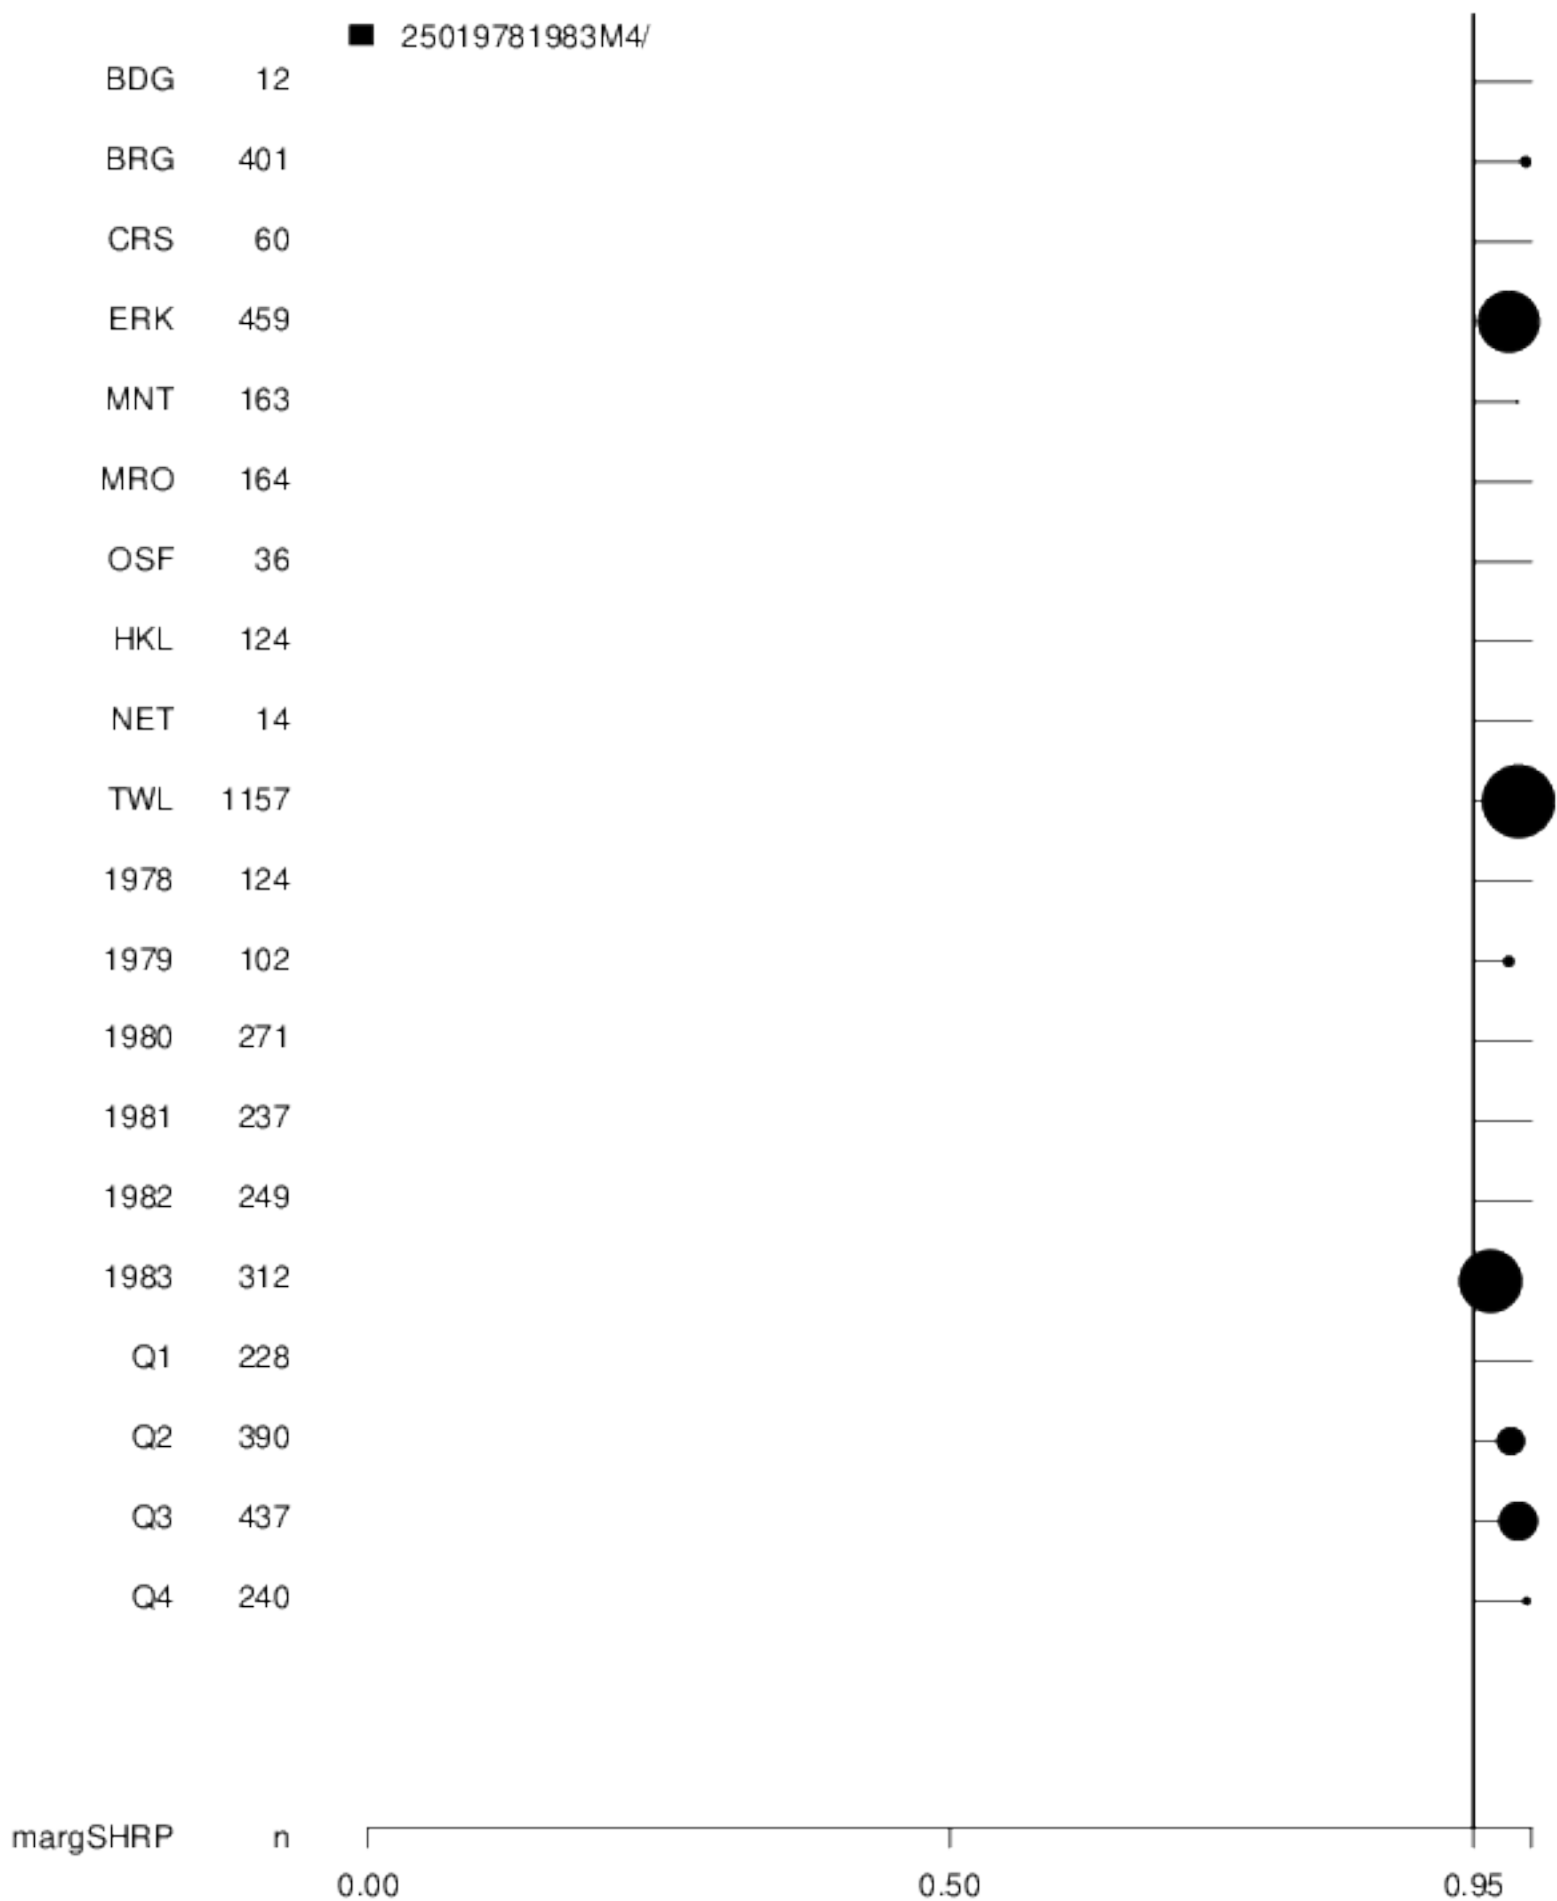 25019781983M4/
BDG 12
BRG 401
CRS 60
ERK 459
MNT 163
MRO 164
OSF 36
HKL 124
NET 14
TWL 1157
1978 124
1979 102
1980 271
1981 237
1982 249
1983 312
Q1 228
Q2 390
Q3 437
Q4 240
margSHRP n
0.00 0.50 0.95